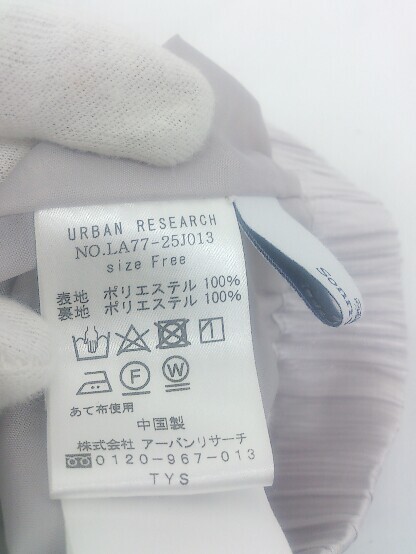 URBAN RESEARCH
NO.LA77-25J013
size Free
表地 ポリエステル 100%
裏地 ポリエステル 100%
F W
あて布使用
中国製
株式会社 アーバンリサーチ
0120-967-013
TYS
Sonny